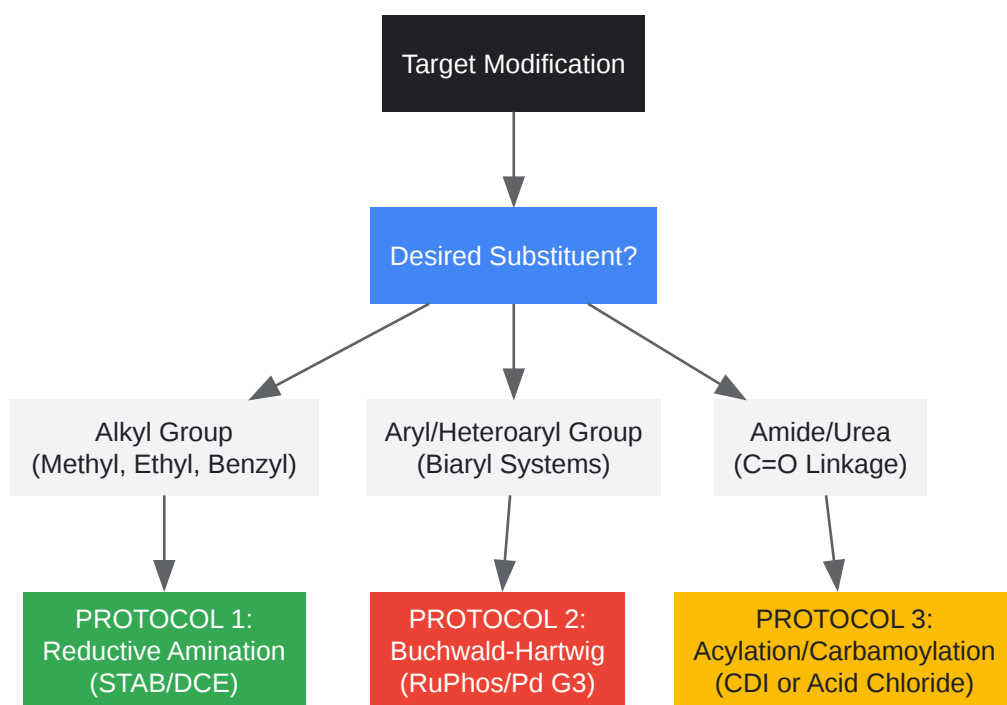 Target Modification
Desired Substituent?
Alkyl Group
(Methyl, Ethyl, Benzyl)
Aryl/Heteroaryl Group
(Biaryl Systems)
Amide/Urea
(C=O Linkage)
PROTOCOL 1:
Reductive Amination
(STAB/DCE)
PROTOCOL 2:
Buchwald-Hartwig
(RuPhos/Pd G3)
PROTOCOL 3:
Acylation/Carbamoylation
(CDI or Acid Chloride)